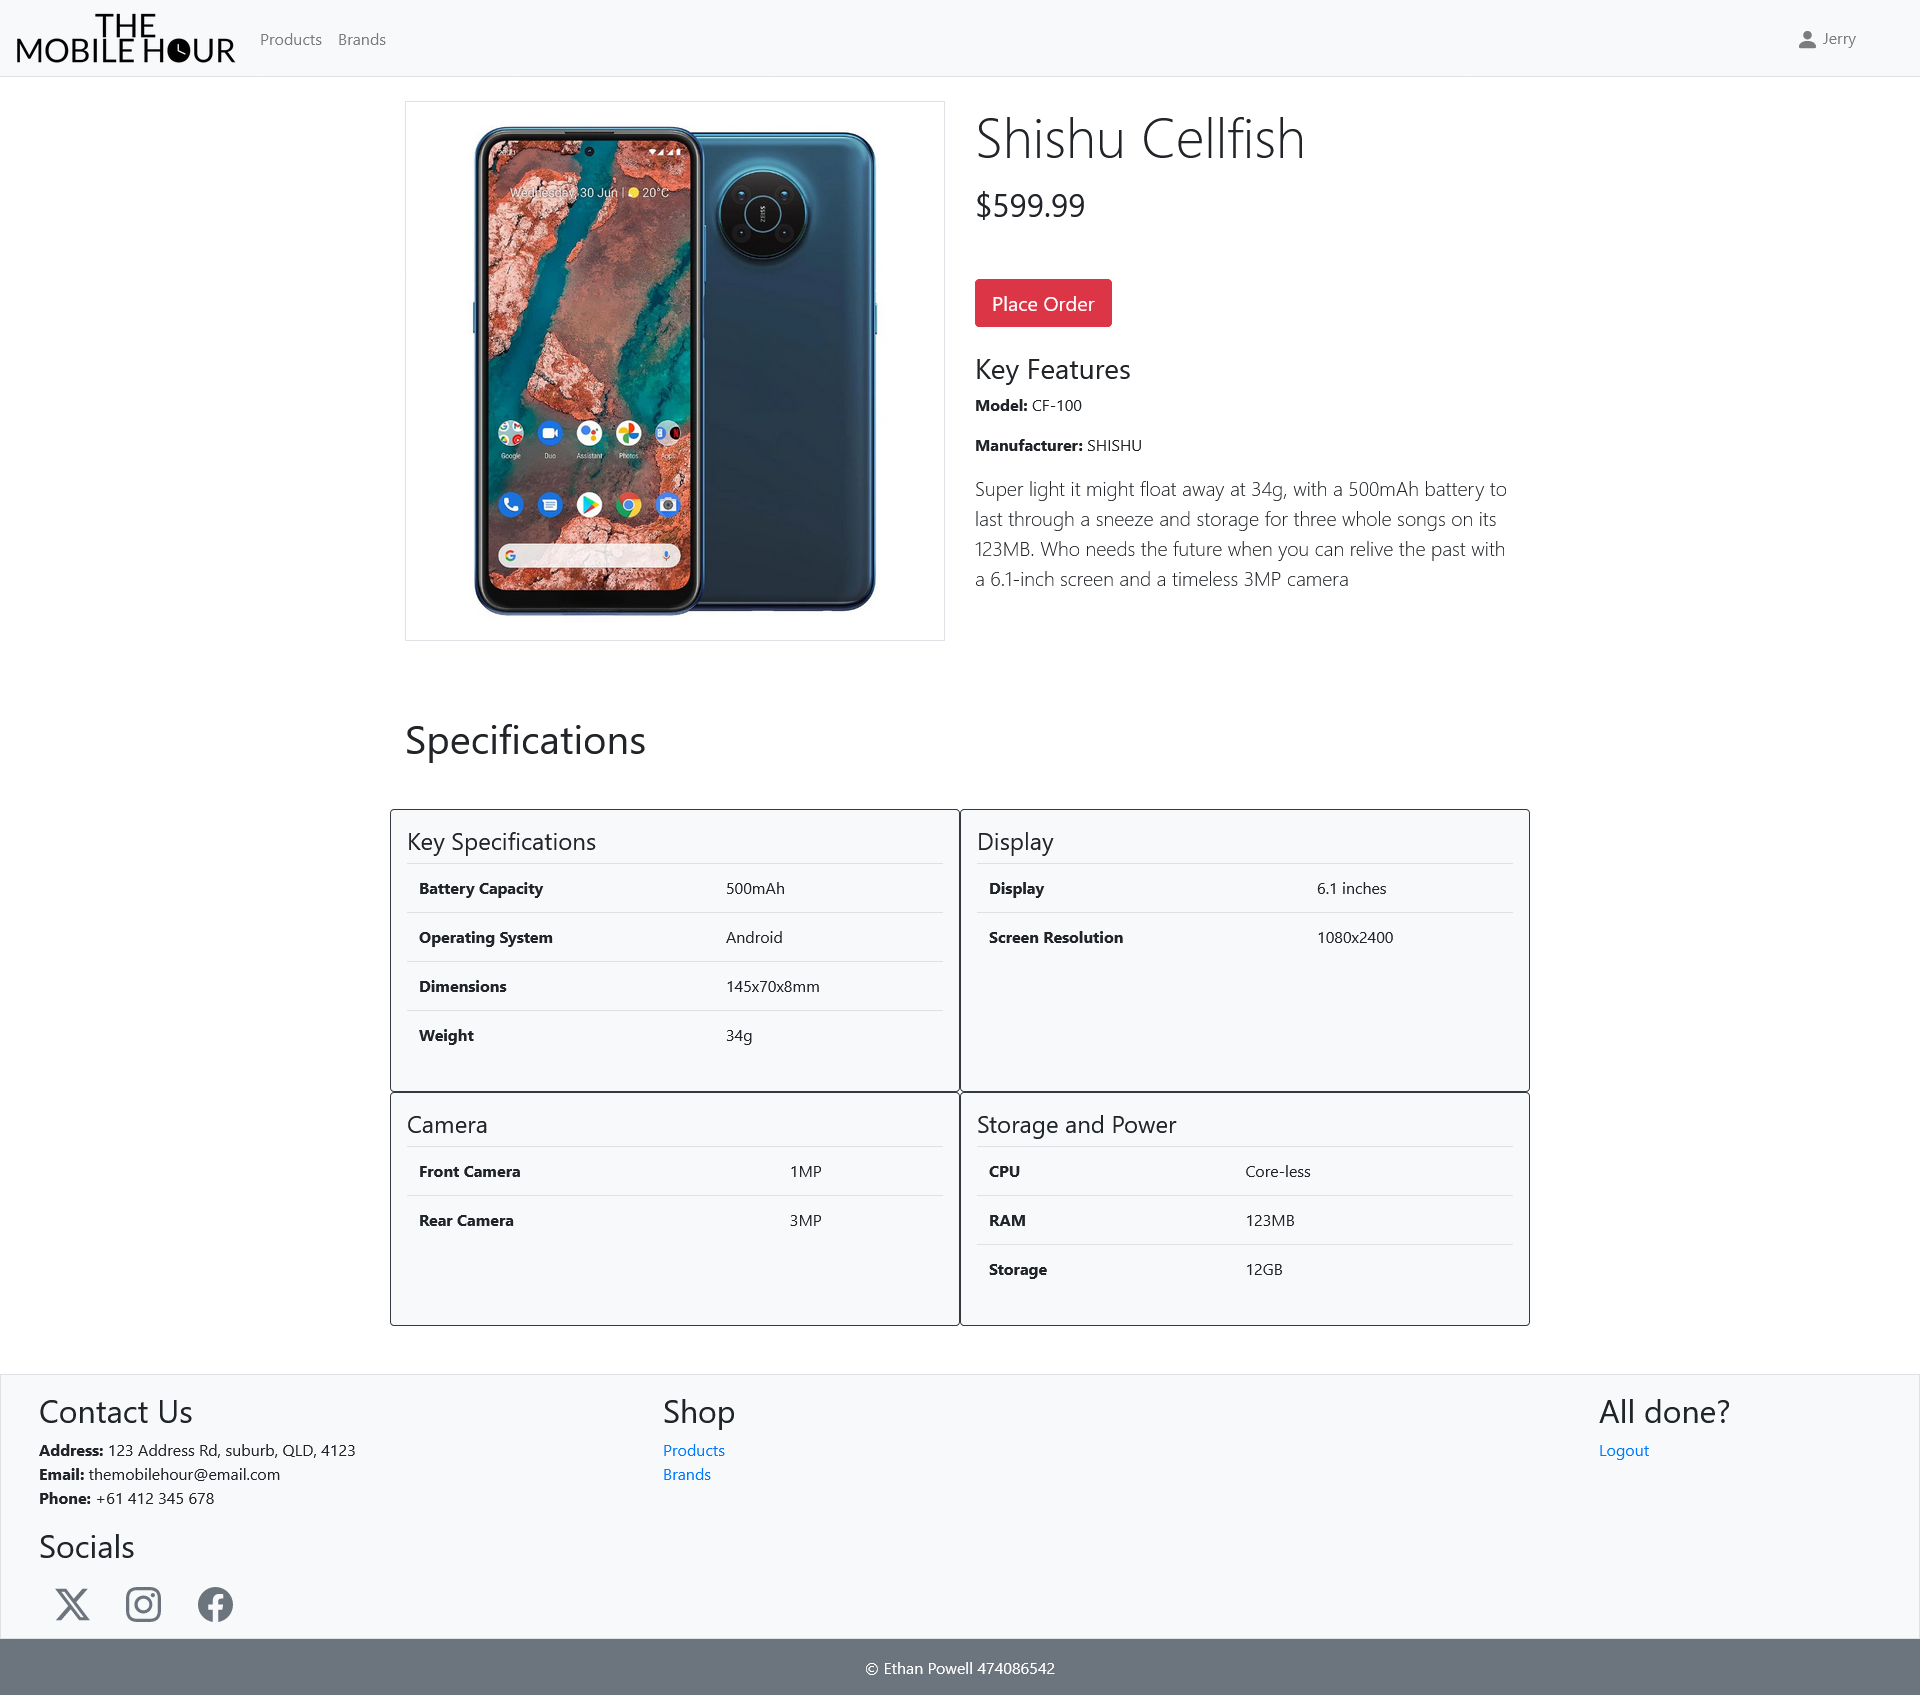 THE
MOBILE HOUR
Products
Brands
Jerry
Wednesday, 30 Jun | 20°C
ZEISS
Google
Duo
Assistant
Photos
Apps
Shishu Cellfish
$599.99
Place Order
Key Features
Model: CF-100
Manufacturer: SHISHU
Super light it might float away at 34g, with a 500mAh battery to
last through a sneeze and storage for three whole songs on its
123MB. Who needs the future when you can relive the past with
a 6.1-inch screen and a timeless 3MP camera
Specifications
Key Specifications
Battery Capacity 500mAh
Operating System Android
Dimensions 145x70x8mm
Weight 34g
Display
Display 6.1 inches
Screen Resolution 1080x2400
Camera
Front Camera 1MP
Rear Camera 3MP
Storage and Power
CPU Core-less
RAM 123MB
Storage 12GB
Contact Us
Address: 123 Address Rd, suburb, QLD, 4123
Email: themobilehour@email.com
Phone: +61 412 345 678
Socials
Shop
Products
Brands
All done?
Logout
© Ethan Powell 474086542